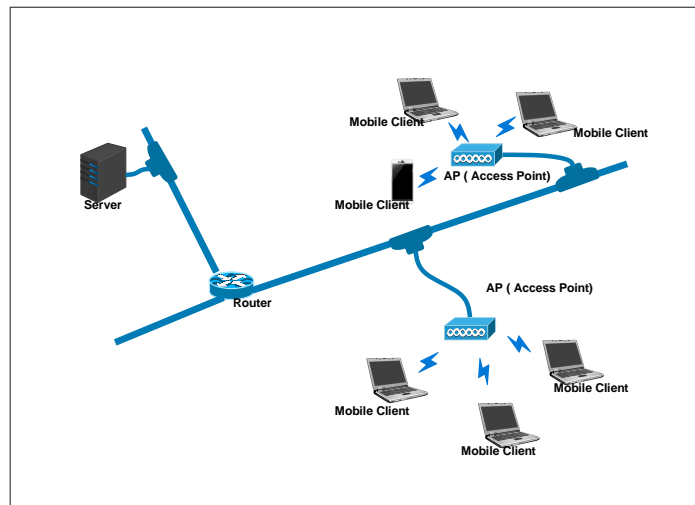 Mobile Client
Mobile Client
AP ( Access Point)
Server
Mobile Client
AP ( Access Point)
Router
Mobile Client
Mobile Client
Mobile Client